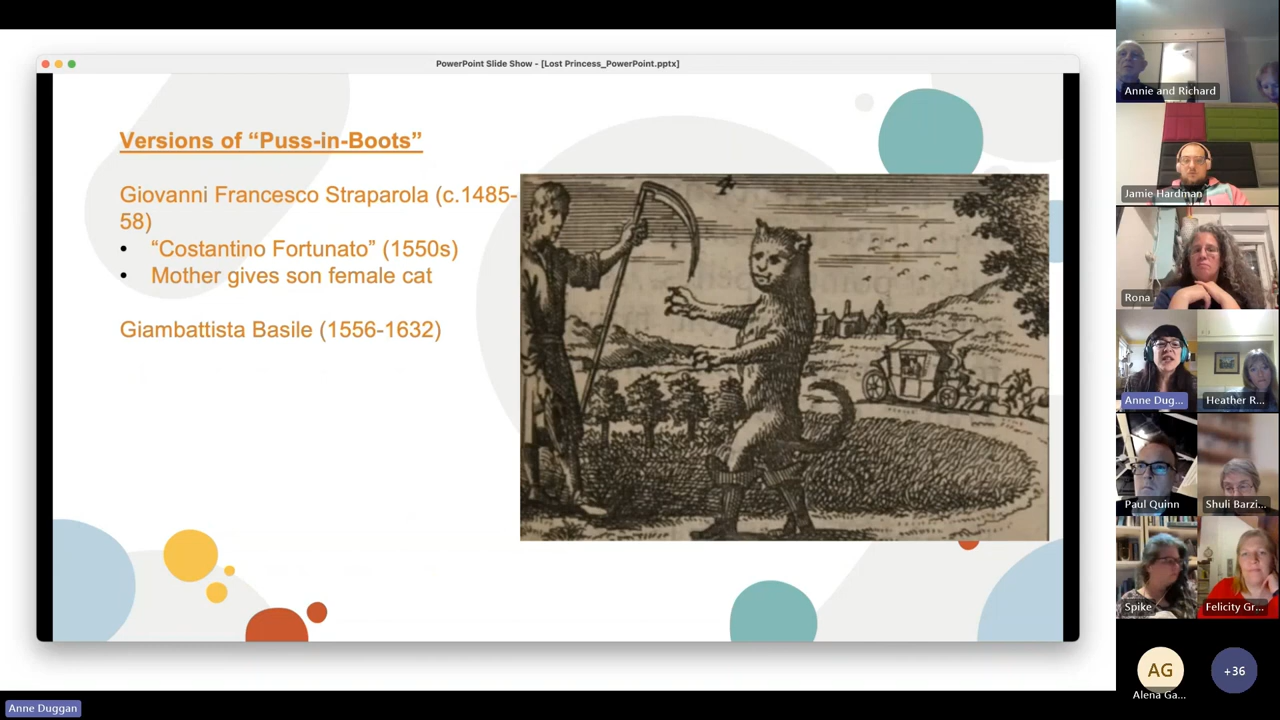 PowerPoint Slide Show - [Lost Princess_PowerPoint.pptx]
Versions of “Puss-in-Boots”
Giovanni Francesco Straparola (c.1485-
58)
• “Costantino Fortunato” (1550s)
• Mother gives son female cat
Giambattista Basile (1556-1632)
Annie and Richard
Jamie Hardman
Rona
Anne Dug...
Heather R...
Paul Quinn
Shuli Barzi...
Spike
Felicity Gr...
AG
Alena Ga...
+36
Anne Duggan